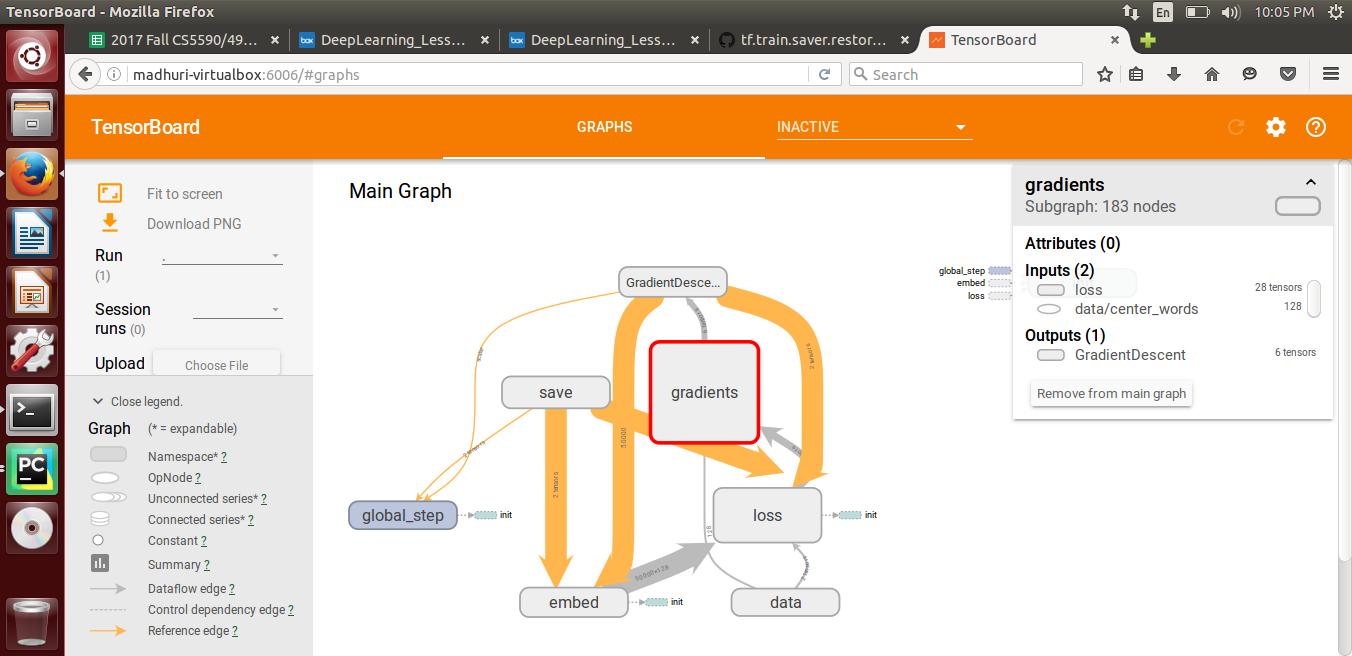 TensorBoard - Mozilla Firefox
En
10:05 PM
2017 Fall CS5590/49...
DeepLearning_Less...
DeepLearning_Less...
tf.train.saver.restor...
TensorBoard
madhuri-virtualbox:6006/#graphs
Search
TensorBoard
GRAPHS
INACTIVE
Fit to screen
Download PNG
Run
(1)
.
Session
runs (0)
Upload
Choose File
Close legend.
Graph
(* = expandable)
Namespace* ?
OpNode ?
Unconnected series* ?
Connected series* ?
Constant ?
Summary ?
Dataflow edge ?
Control dependency edge ?
Reference edge ?
Main Graph
GradientDesce...
save
gradients
global_step
init
loss
init
embed
init
data
2 tensors
2 tensors
50000×128
128
global_step
embed
loss
gradients
Subgraph: 183 nodes
Attributes (0)
Inputs (2)
loss
28 tensors
data/center_words
128
Outputs (1)
GradientDescent
6 tensors
Remove from main graph
PC